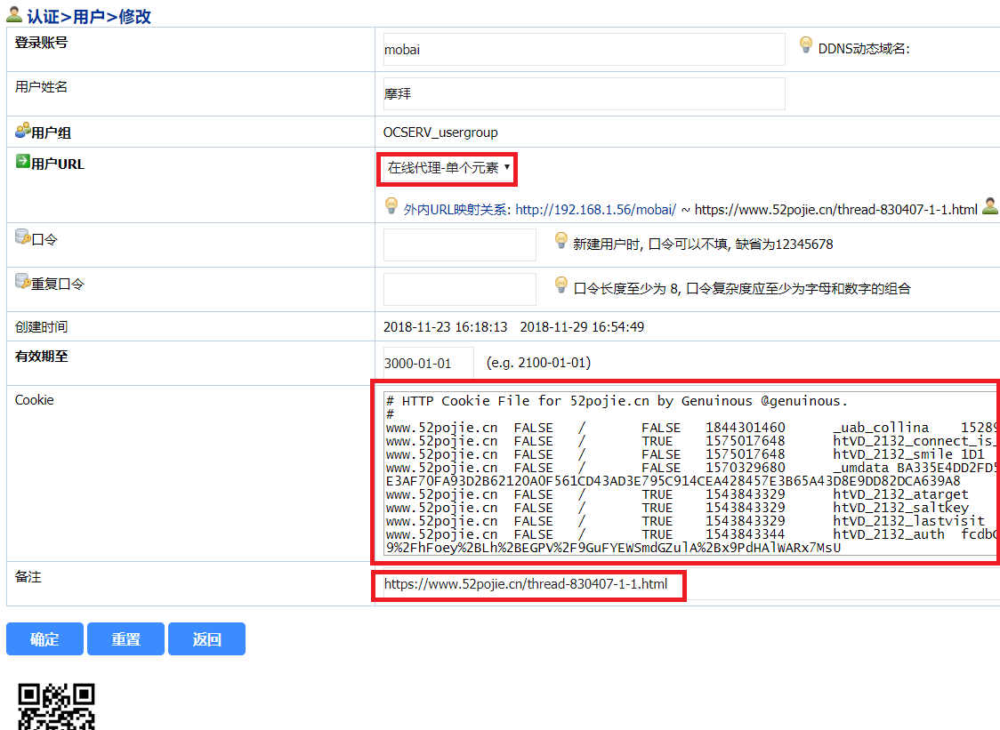 认证>用户>修改
登录账号 mobai DDNS动态域名:
用户姓名 摩拜
用户组 OCSERV_usergroup
用户URL 在线代理-单个元素
外内URL映射关系: http://192.168.1.56/mobai/ ~ https://www.52pojie.cn/thread-830407-1-1.html
口令 新建用户时, 口令可以不填, 缺省为12345678
重复口令 口令长度至少为 8, 口令复杂度应至少为字母和数字的组合
创建时间 2018-11-23 16:18:13 2018-11-29 16:54:49
有效期至 3000-01-01 (e.g. 2100-01-01)
Cookie # HTTP Cookie File for 52pojie.cn by Genuinous @genuinous.
#
www.52pojie.cn FALSE / FALSE 1844301460 _uab_collina 15289
www.52pojie.cn FALSE / TRUE 1575017648 htVD_2132_connect_is_
www.52pojie.cn FALSE / FALSE 1575017648 htVD_2132_smile 1D1
www.52pojie.cn FALSE / FALSE 1570329680 _umdata BA335E4DD2FD5
E3AF70FA93D2B62120A0F561CD43AD3E795C914CEA428457E3B65A43D8E9DD82DCA639A8
www.52pojie.cn FALSE / TRUE 1543843329 htVD_2132_atarget
www.52pojie.cn FALSE / TRUE 1543843329 htVD_2132_saltkey
www.52pojie.cn FALSE / TRUE 1543843329 htVD_2132_lastvisit
www.52pojie.cn FALSE / TRUE 1543843344 htVD_2132_auth fcdb
9%2FhFoey%2BLh%2BEGPV%2F9GuFYEWSmdGZulA%2Bx9PdHAlWARx7MsU
备注 https://www.52pojie.cn/thread-830407-1-1.html
确定 重置 返回